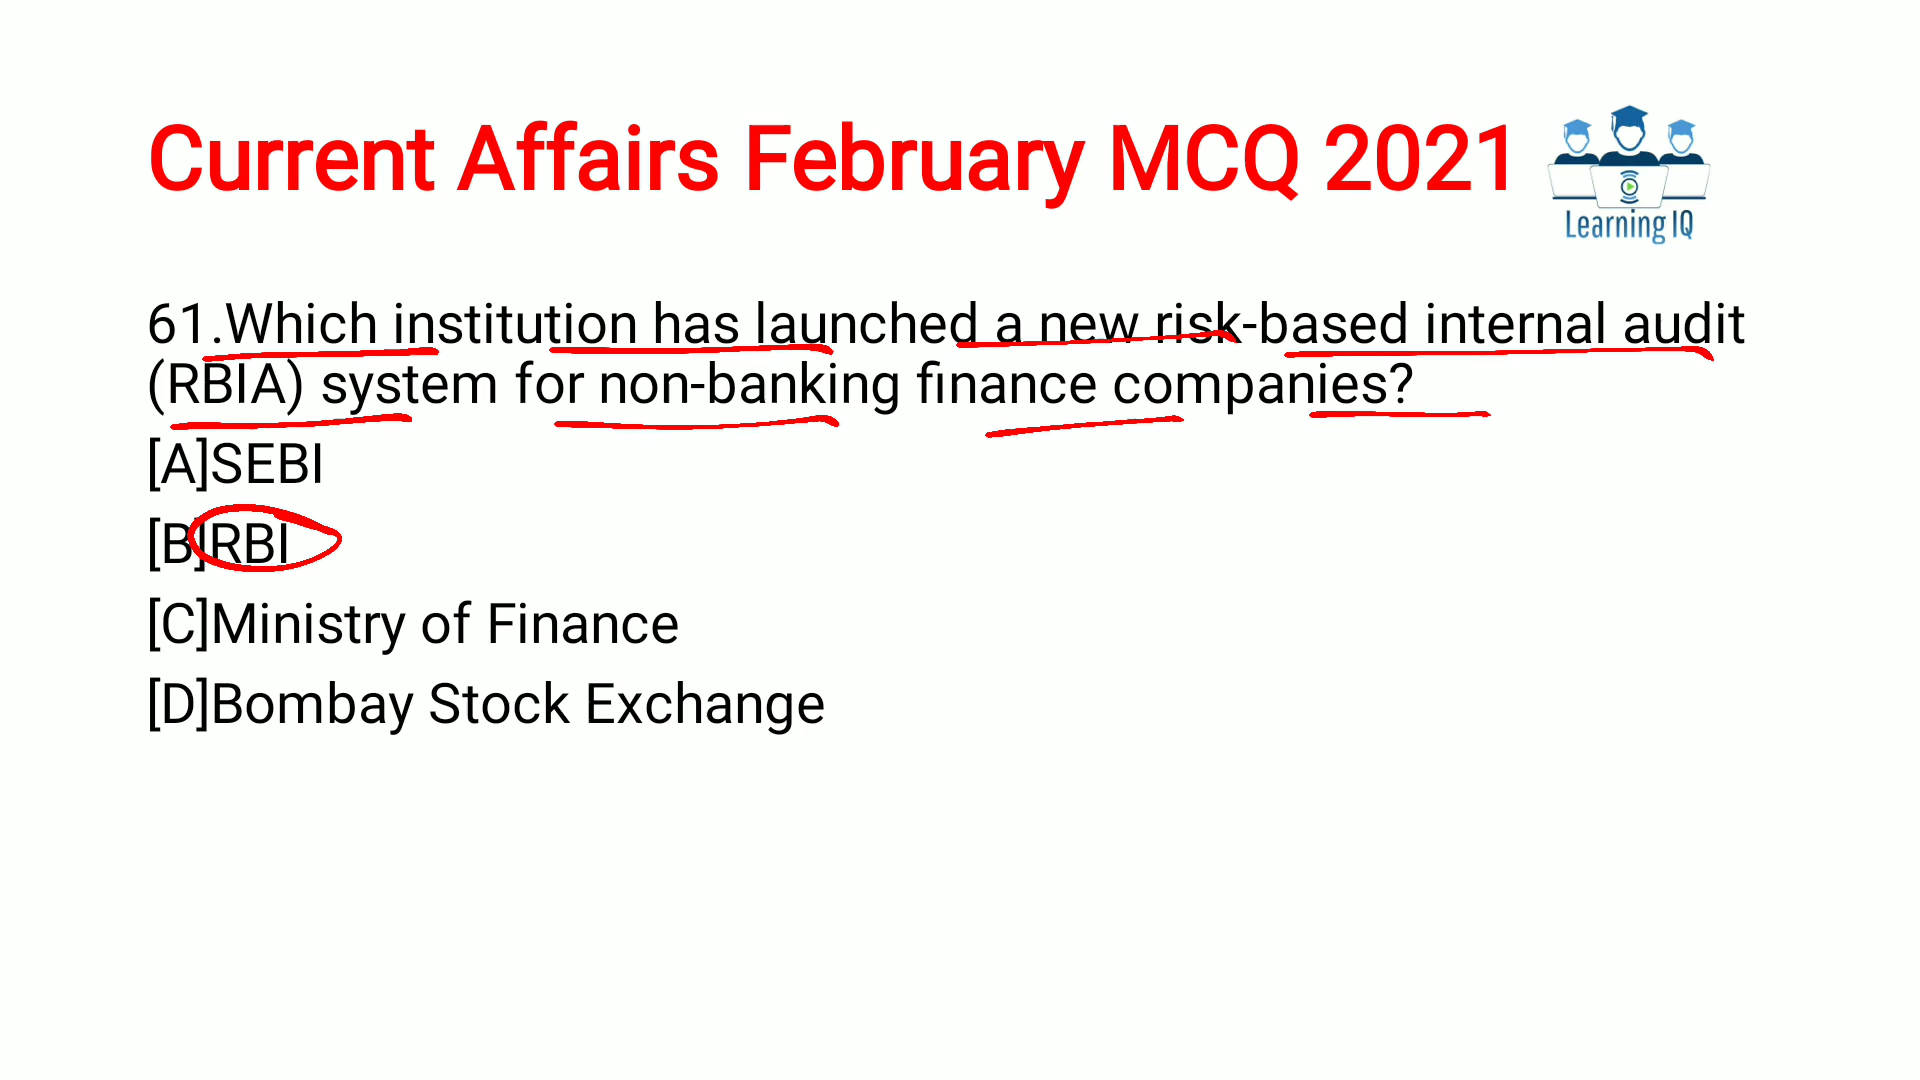 Current Affairs February MCQ 2021
Learning IQ
61.Which institution has launched a new risk-based internal audit
(RBIA) system for non-banking finance companies?
[A]SEBI
[B]RBI
[C]Ministry of Finance
[D]Bombay Stock Exchange